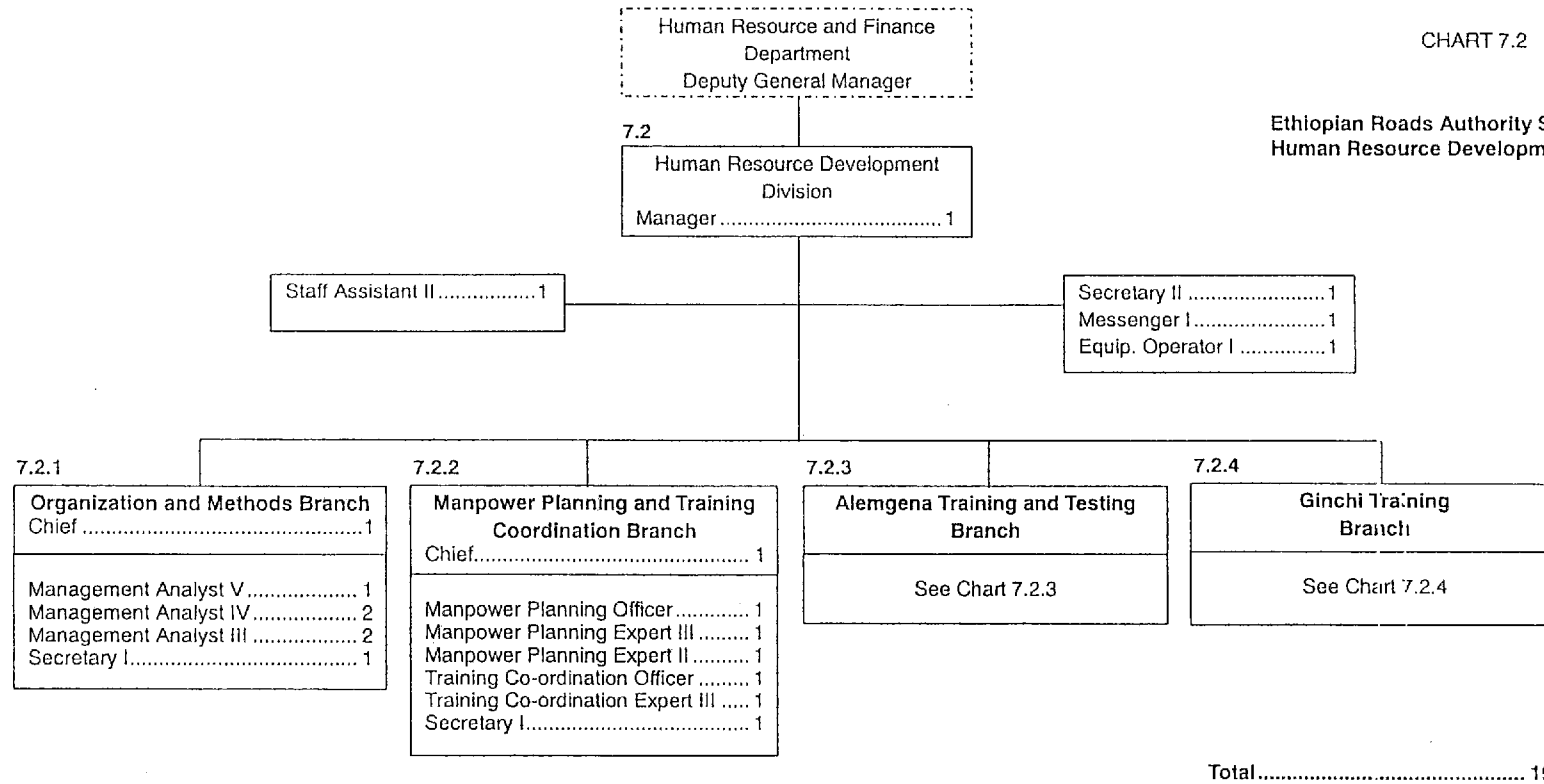 Human Resource and Finance
Department
Deputy General Manager
CHART 7.2
Ethiopian Roads Authority
Human Resource
7.2
Human Resource Development
Division
Manager ..................................... 1
Staff Assistant II ................ 1
Secretary II ....................... 1
Messenger I ...................... 1
Equip. Operator I ............... 1
7.2.1
Organization and Methods Branch
Chief ............................................... 1
Management Analyst V .................. 1
Management Analyst IV ................. 2
Management Analyst III ................. 2
Secretary I ...................................... 1
7.2.2
Manpower Planning and Training
Coordination Branch
Chief .............................................. 1
Manpower Planning Officer ............ 1
Manpower Planning Expert III ........ 1
Manpower Planning Expert II .......... 1
Training Co-ordination Officer ......... 1
Training Co-ordination Expert III ..... 1
Secretary I ..................................... 1
7.2.3
Alemgena Training and Testing
Branch
See Chart 7.2.3
7.2.4
Ginchi Training
Branch
See Chart 7.2.4
Total ............................................. 19